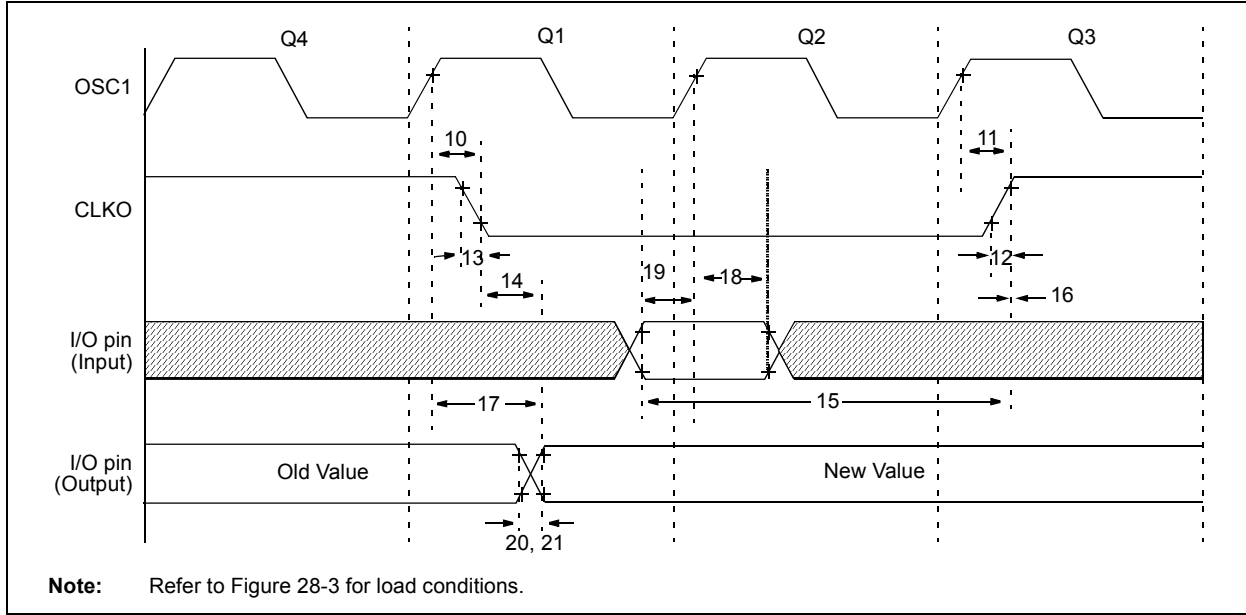 Q4 Q1 Q2 Q3
OSC1
10 11
CLKO
13 12
14 19 18 16
I/O pin
(Input)
17 15
I/O pin
(Output)
Old Value New Value
20, 21
Note: Refer to Figure 28-3 for load conditions.